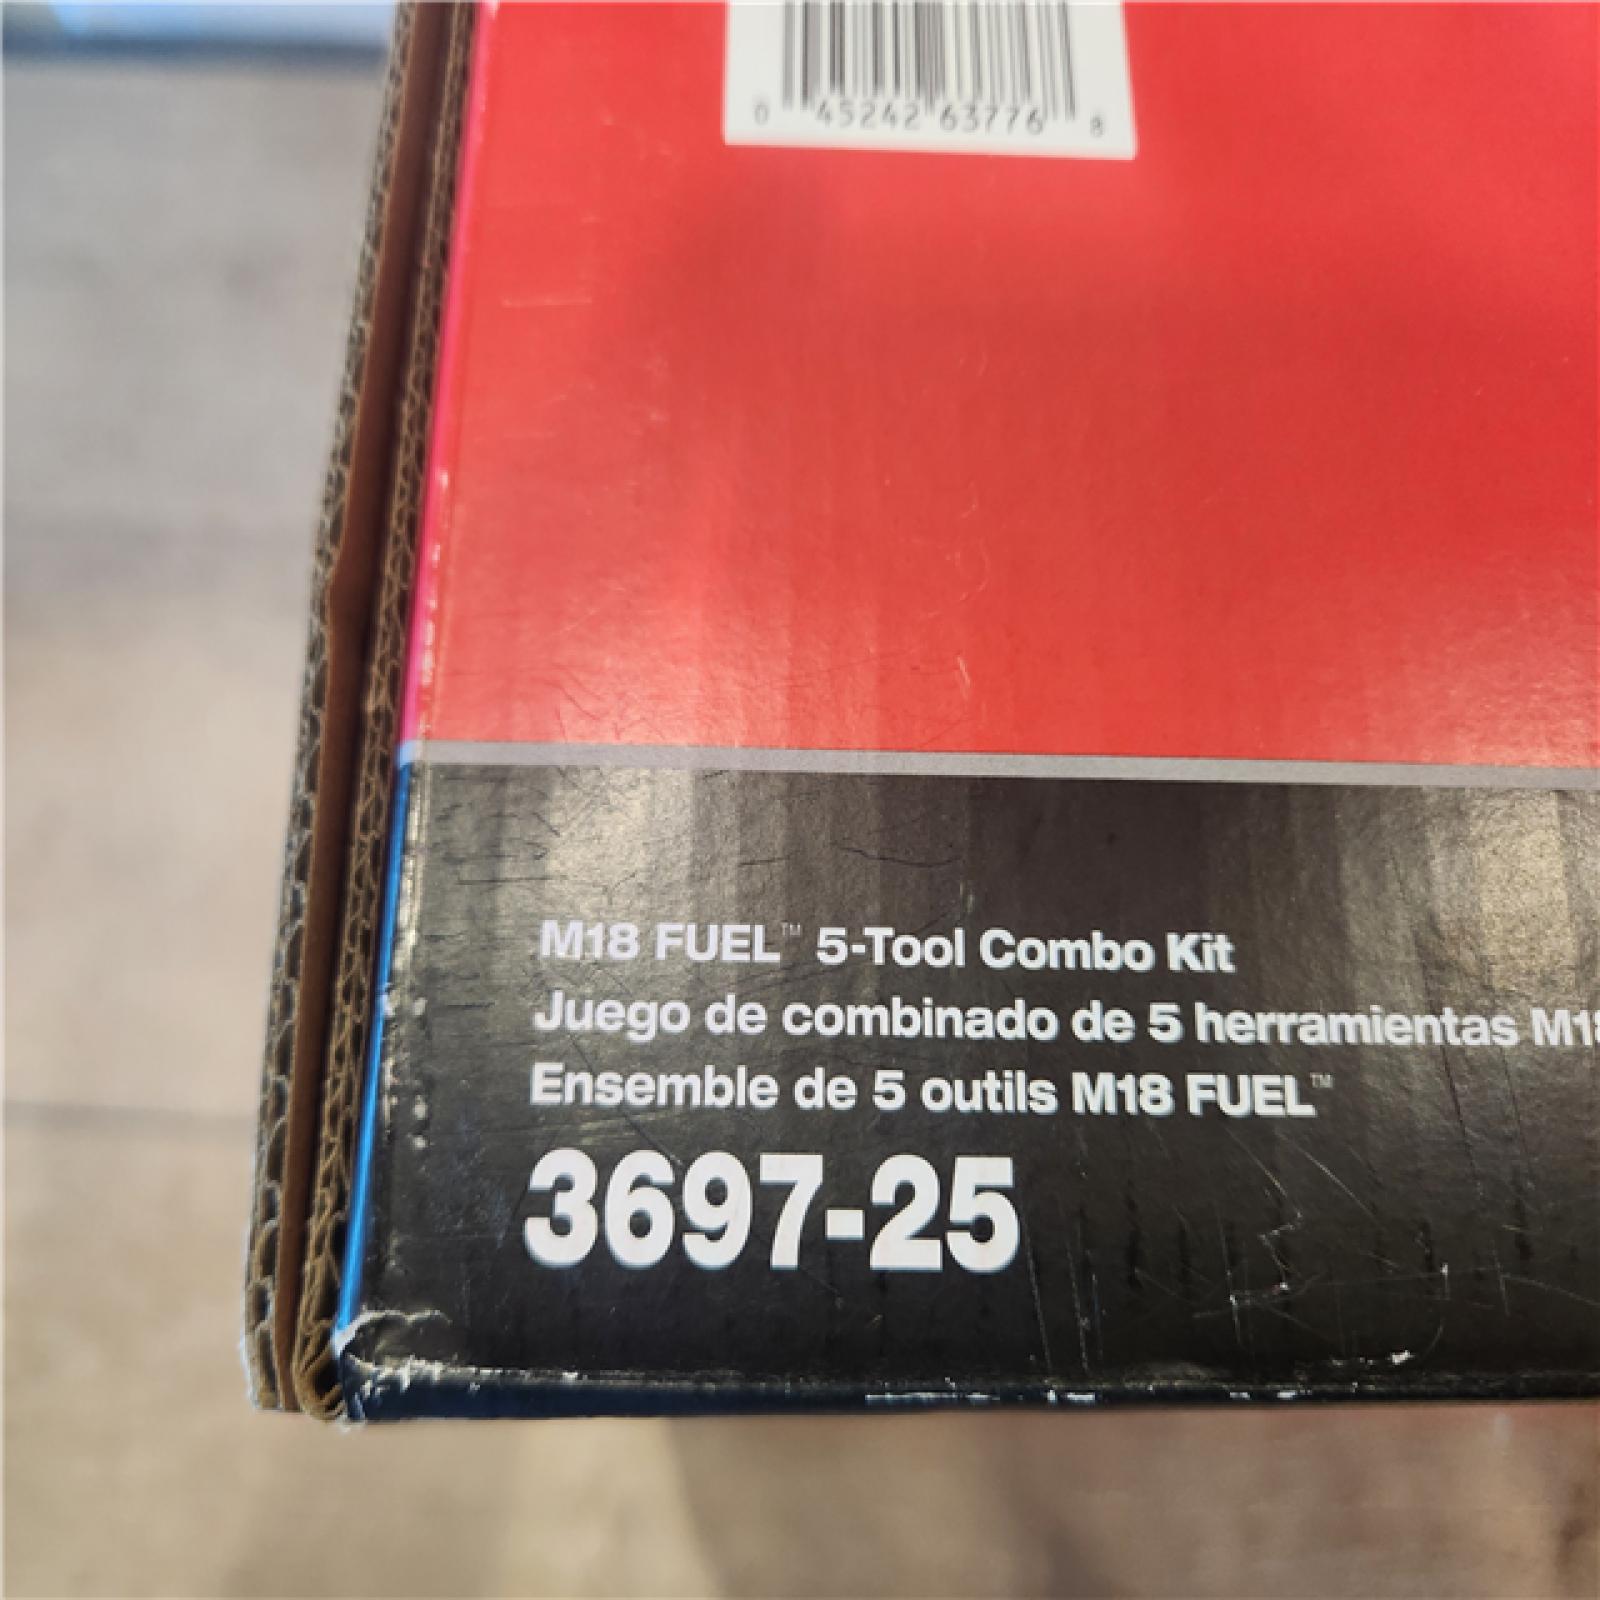 0 45242 63776 8
M18 FUEL™ 5-Tool Combo Kit
Juego de combinado de 5 herramientas M18
Ensemble de 5 outils M18 FUEL™
3697-25